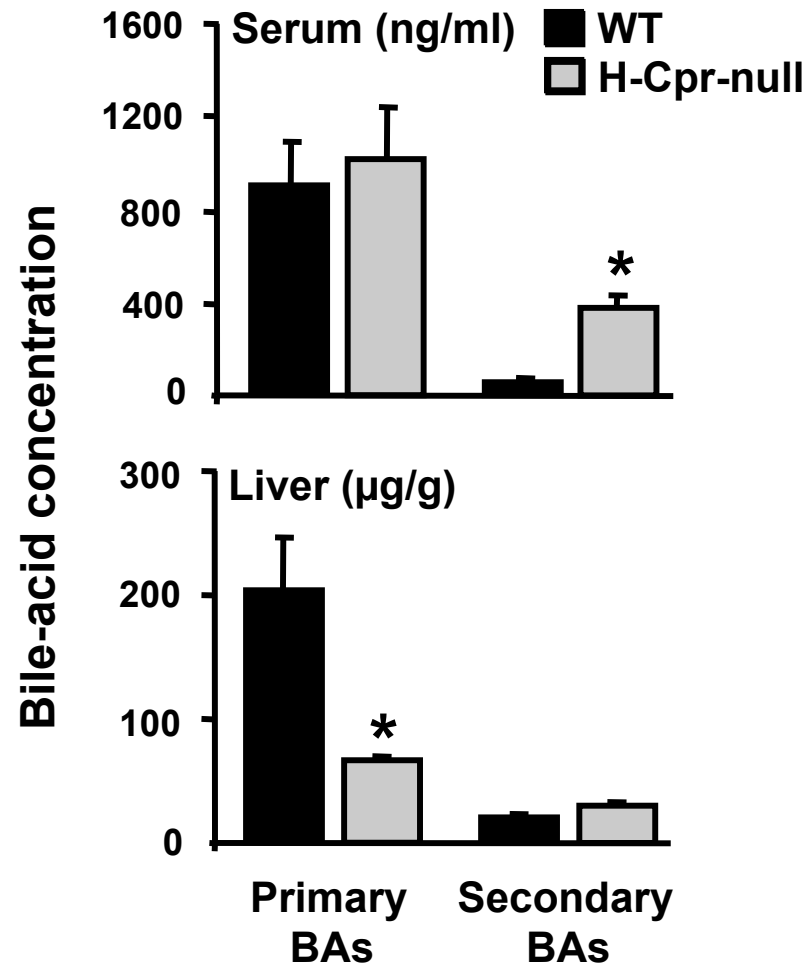 Bile-acid concentration
Serum (ng/ml)
WT
H-Cpr-null
1600
1200
800
400
0
*
Liver (µg/g)
300
200
100
0
*
Primary
BAs
Secondary
BAs